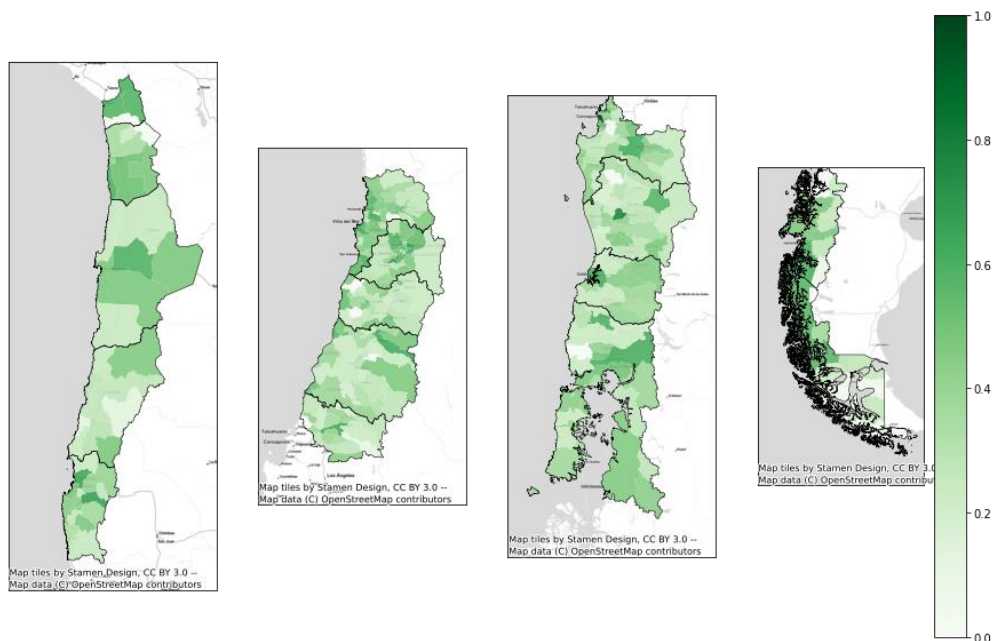 Map tiles by Stamen Design, CC BY 3.0 --
Map data (C) OpenStreetMap contributors
Viña del Mar
Talcahuano
Concepción
Los Angeles
Map tiles by Stamen Design, CC BY 3.0 --
Map data (C) OpenStreetMap contributors
Talcahuano
Concepción
Map tiles by Stamen Design, CC BY 3.0 --
Map data (C) OpenStreetMap contributors
Map tiles by Stamen Design, CC BY 3.0
Map data (C) OpenStreetMap contribut
1.0
0.8
0.6
0.4
0.2
0.0